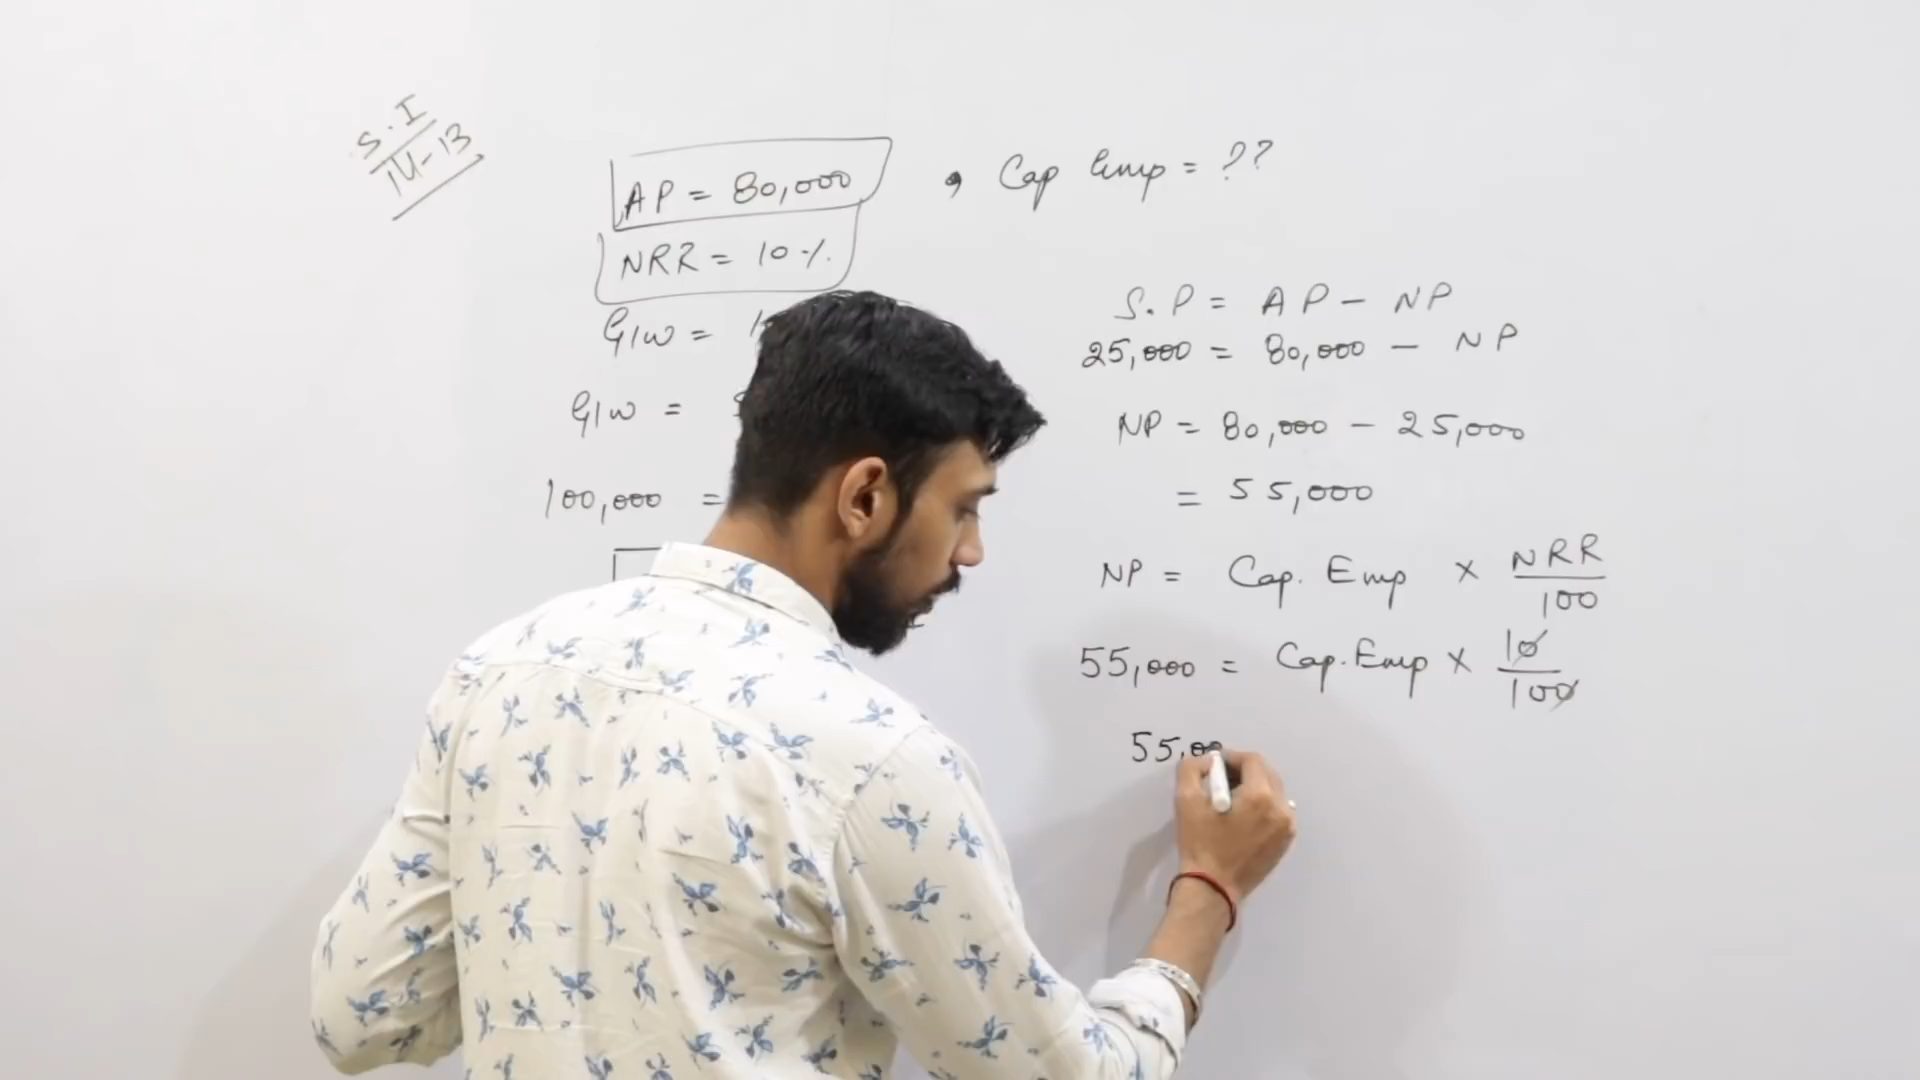 S.I
14-13
AP = 80,000
, Cap Emp = ??
NRR = 10%
G/w =
G/w =
100,000 =
S.P = AP - NP
25,000 = 80,000 - NP
NP = 80,000 - 25,000
= 55,000
NP = Cap. Emp × NRR/100
55,000 = Cap. Emp × 10/100
55,00